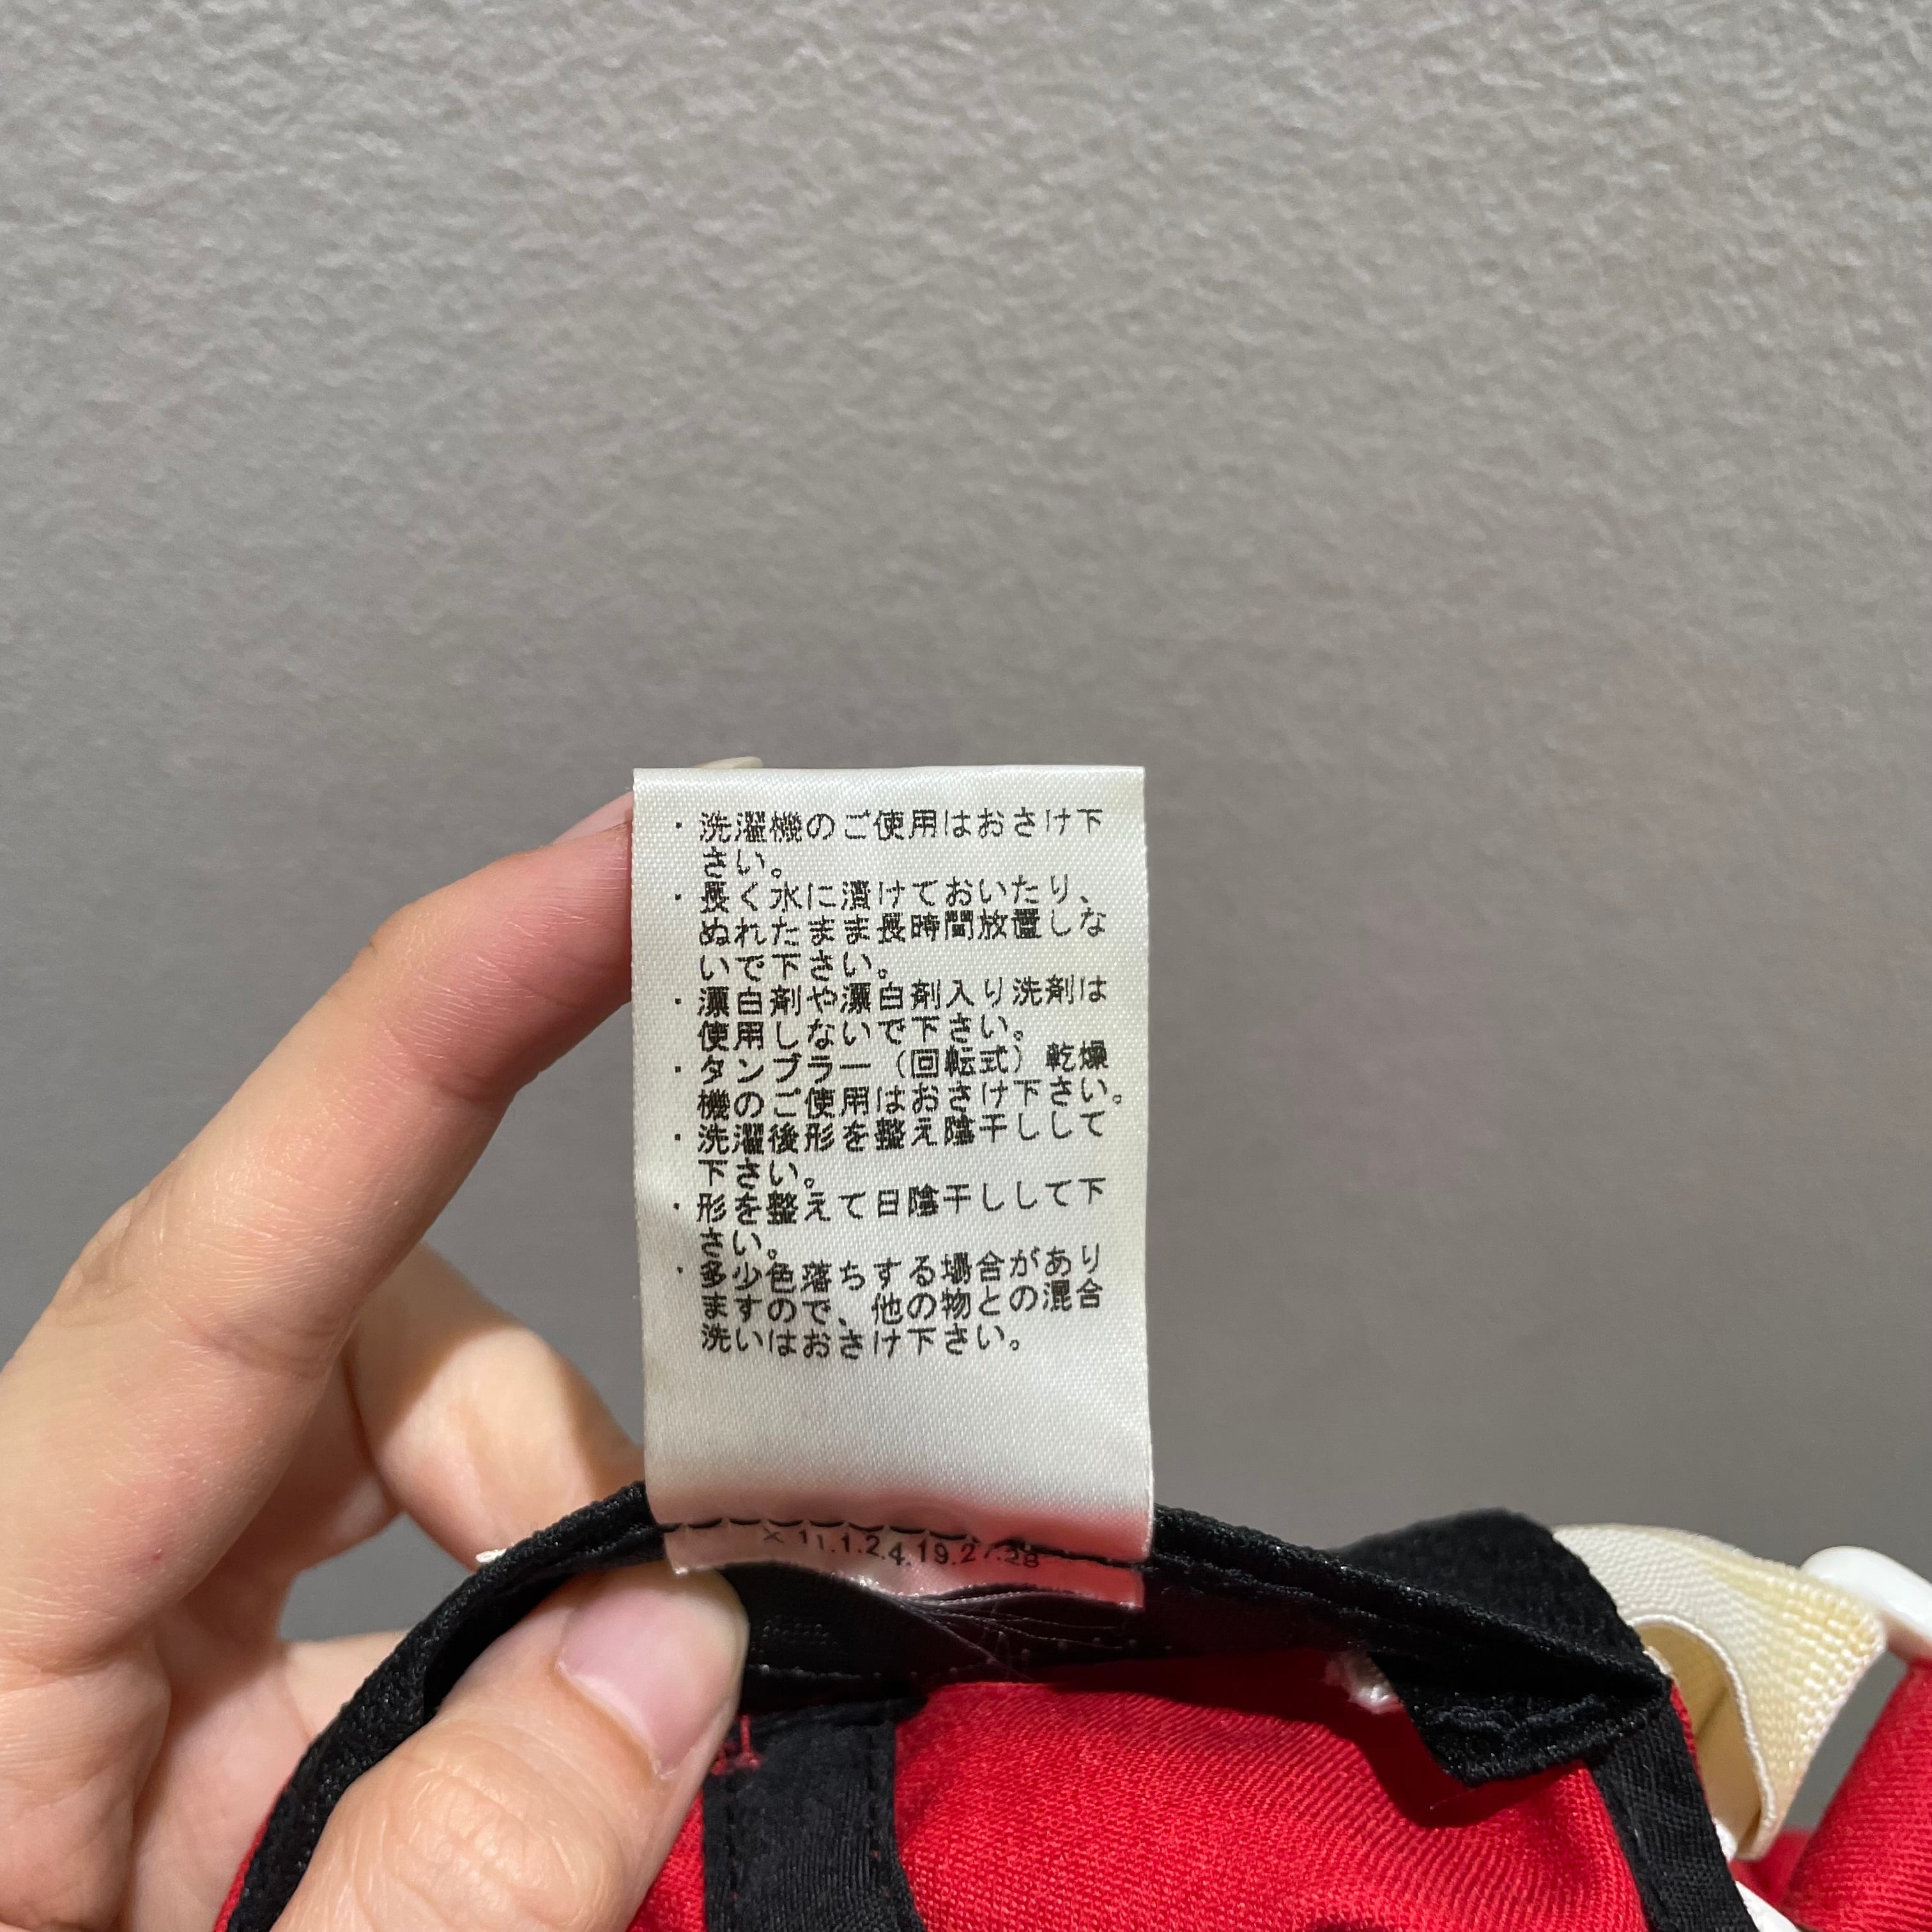 ・洗濯機のご使用はおさけ下
さい。
・長く水に漬けておいたり、
ぬれたまま長時間放置しな
いで下さい。
・漂白剤や漂白剤入り洗剤は
使用しないで下さい。
・タンブラー（回転式）乾燥
機のご使用はおさけ下さい。
・洗濯後形を整え陰干しして
下さい。
・形を整えて日陰干しして下
さい。
・多少色落ちする場合があり
ますので、他の物との混合
洗いはおさけ下さい。
× 11.1.2.4.19.27.28